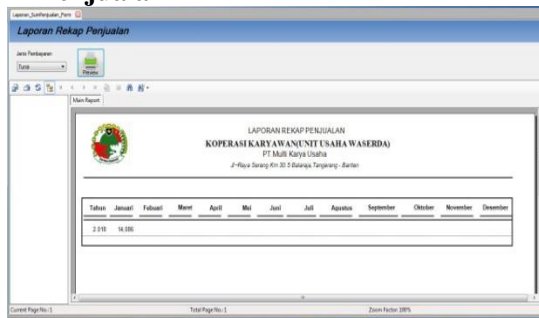 Laporan_SumPenjualan_Form
Laporan Rekap Penjualan
Jenis Pembayaran
Tunai
Preview
Main Report
LAPORAN REKAP PENJUALAN
KOPERASI KARYAWAN(UNIT USAHA WASERDA)
PT.Multi Karya Usaha
Jl-Raya Serang Km 30.5 Balaraja, Tangerang - Banten
Tahun Januari Febuari Maret April Mei Juni Juli Agustus September Oktober November Desember
2.018 14.086
Current Page No.: 1 Total Page No.: 1 Zoom Factor: 100%